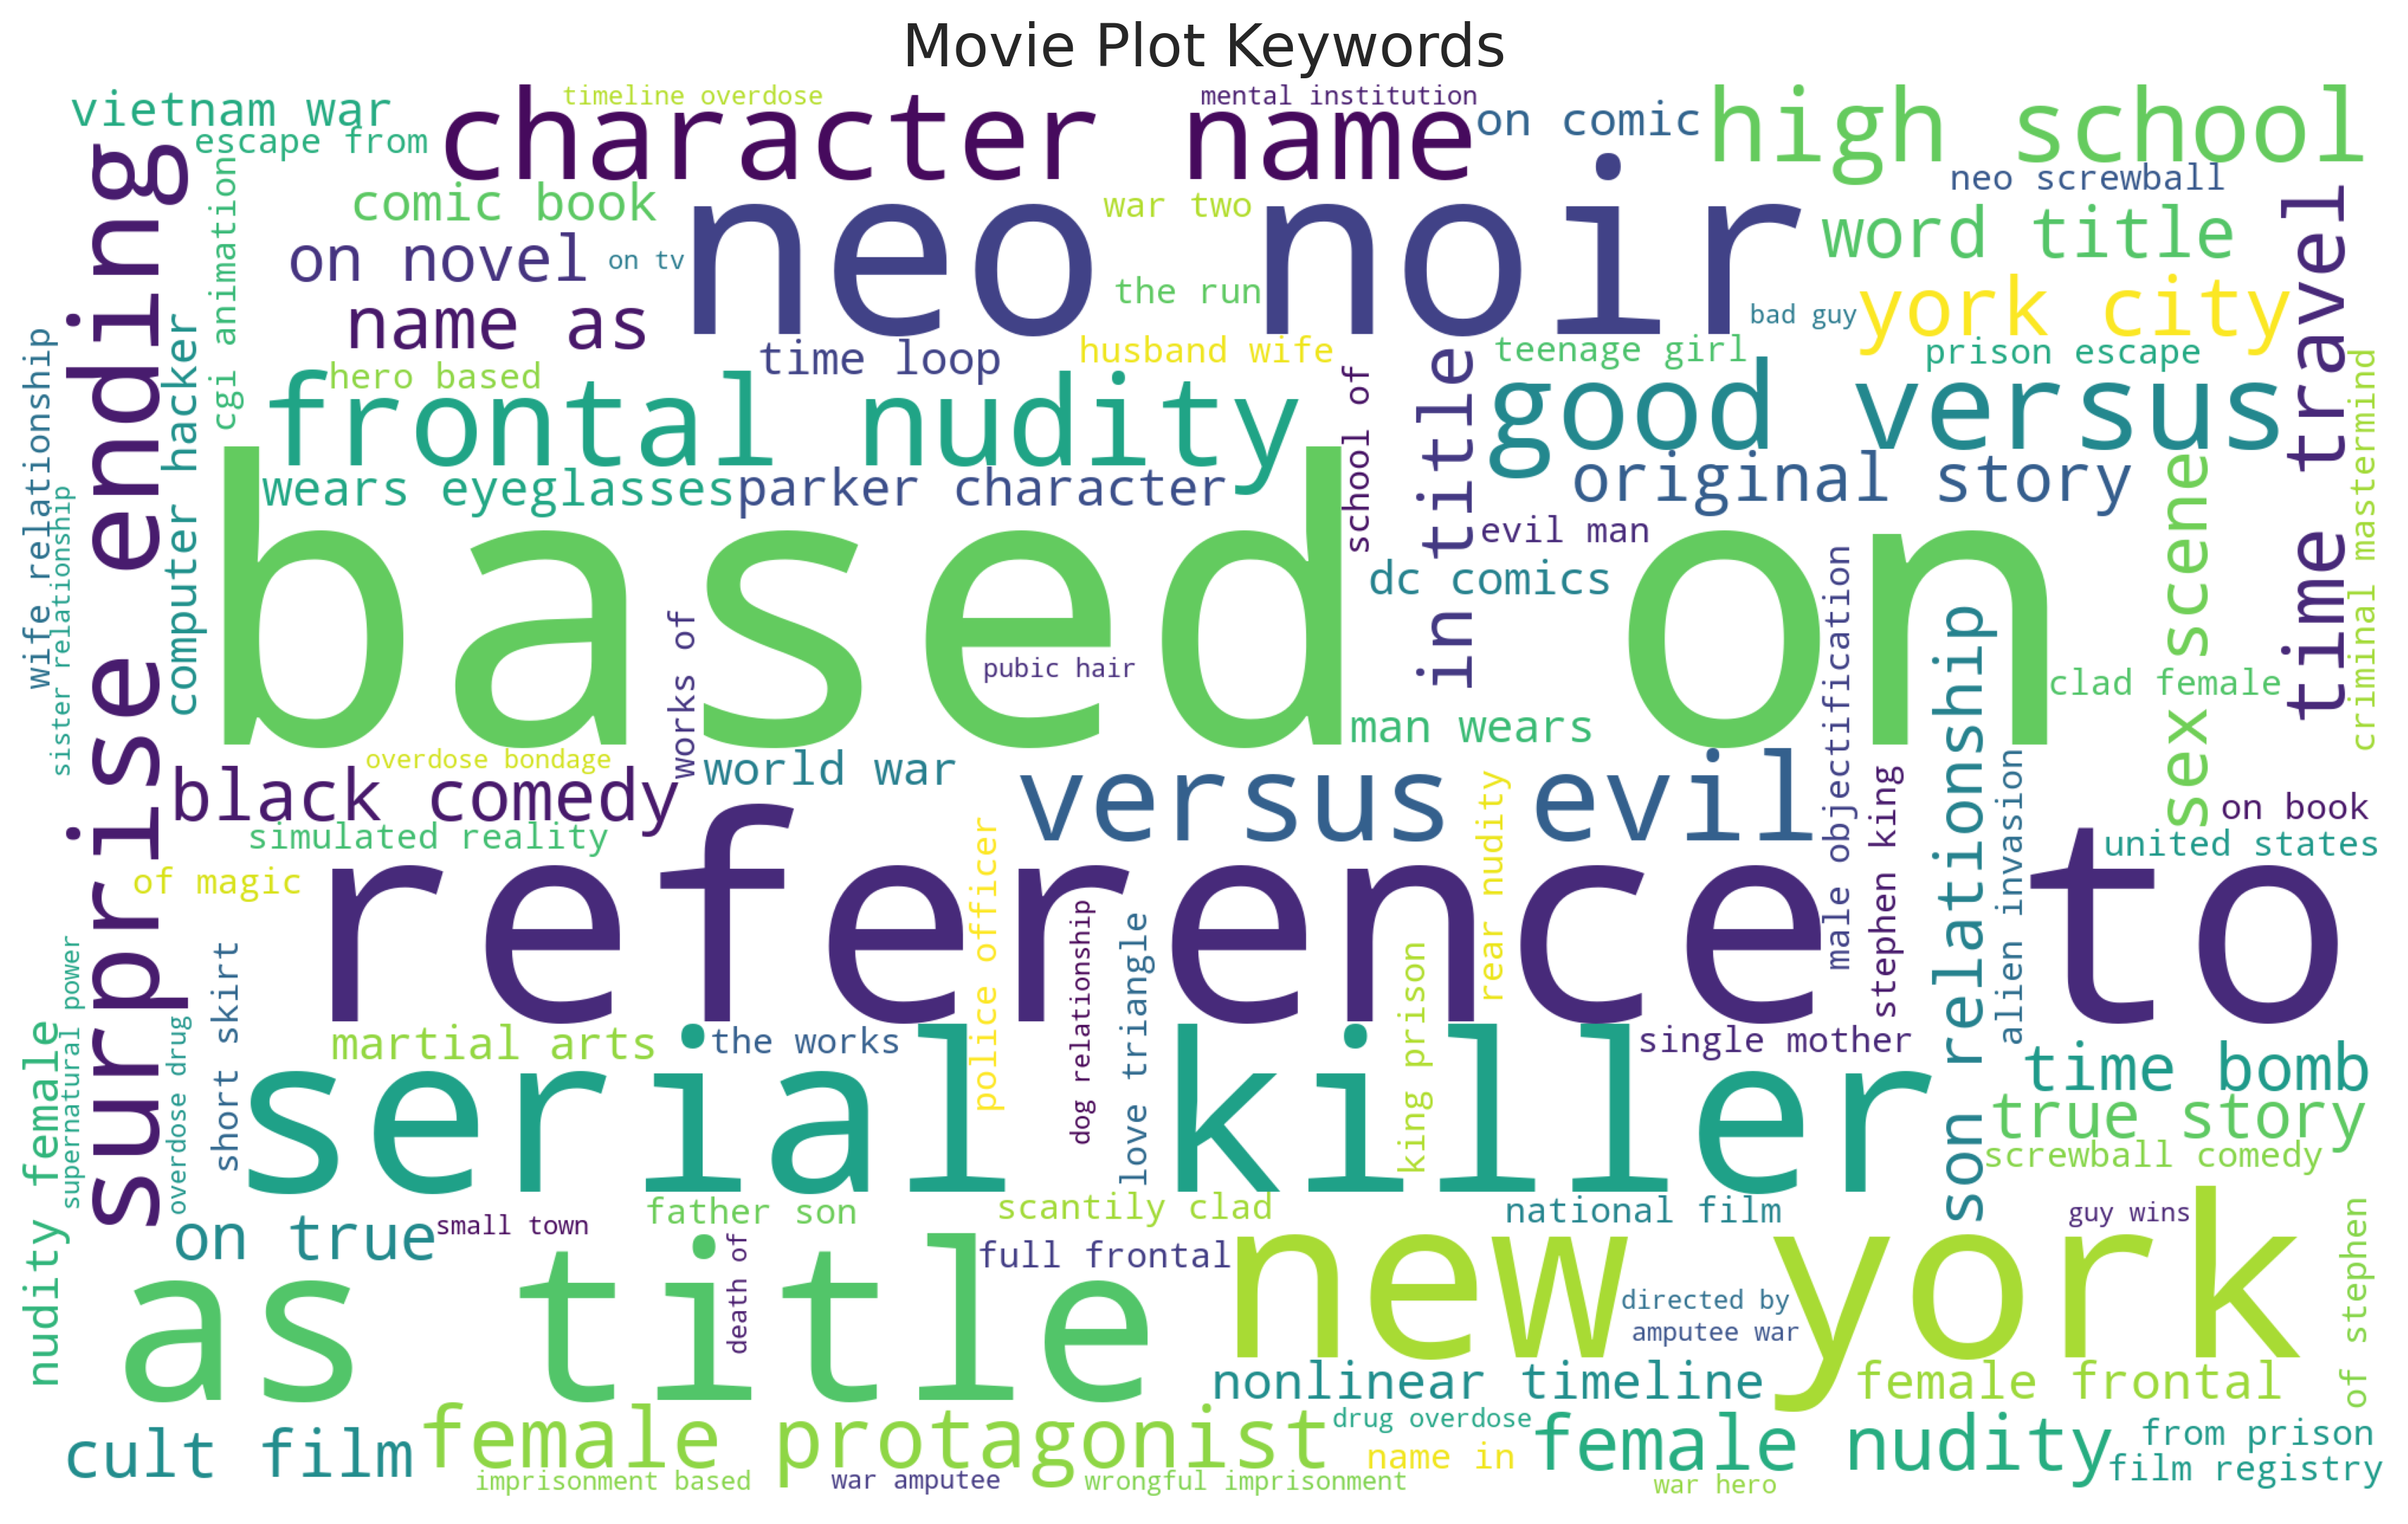 Movie Plot Keywords
timeline overdose
mental institution
vietnam war
character name
on comic
high school
escape from
neo screwball
comic book
war two
word title
neo noir
on novel
on tv
the run
york city
bad guy
name as
time loop
husband wife
teenage girl
prison escape
hero based
frontal nudity
good versus
surprise ending
computer hacker
cgi animation
wife relationship
sister relationship
school of
in title
time travel
criminal mastermind
wears eyeglasses
parker character
original story
evil man
based on
dc comics
sex scene
pubic hair
clad female
works of
man wears
male objectification
son relationship
overdose bondage
black comedy
world war
versus evil
on book
simulated reality
united states
of magic
reference to
police officer
rear nudity
stephen king
alien invasion
dog relationship
love triangle
king prison
short skirt
supernatural power
overdose drug
nudity female
martial arts
the works
single mother
time bomb
serial killer
true story
screwball comedy
father son
scantily clad
national film
guy wins
on true
small town
death of
full frontal
as title
new york
of stephen
directed by
amputee war
nonlinear timeline
female frontal
cult film
female protagonist
drug overdose
female nudity
from prison
name in
film registry
imprisonment based
war amputee
wrongful imprisonment
war hero